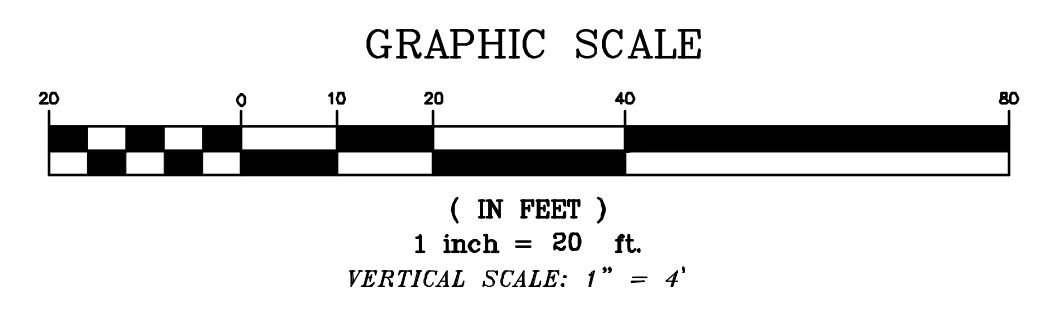 GRAPHIC SCALE
20 0 10 20 40 80
( IN FEET )
1 inch = 20 ft.
VERTICAL SCALE: 1" = 4'